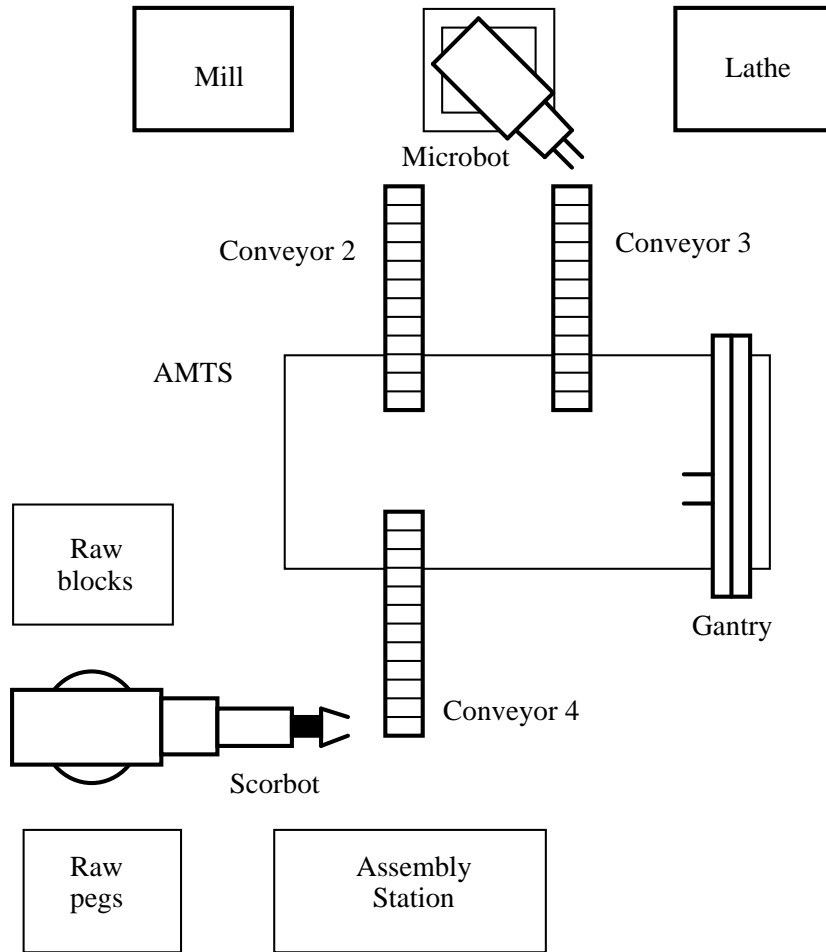 Mill
Lathe
Microbot
Conveyor 2
Conveyor 3
AMTS
Raw
blocks
Gantry
Conveyor 4
Scorbot
Raw
pegs
Assembly
Station